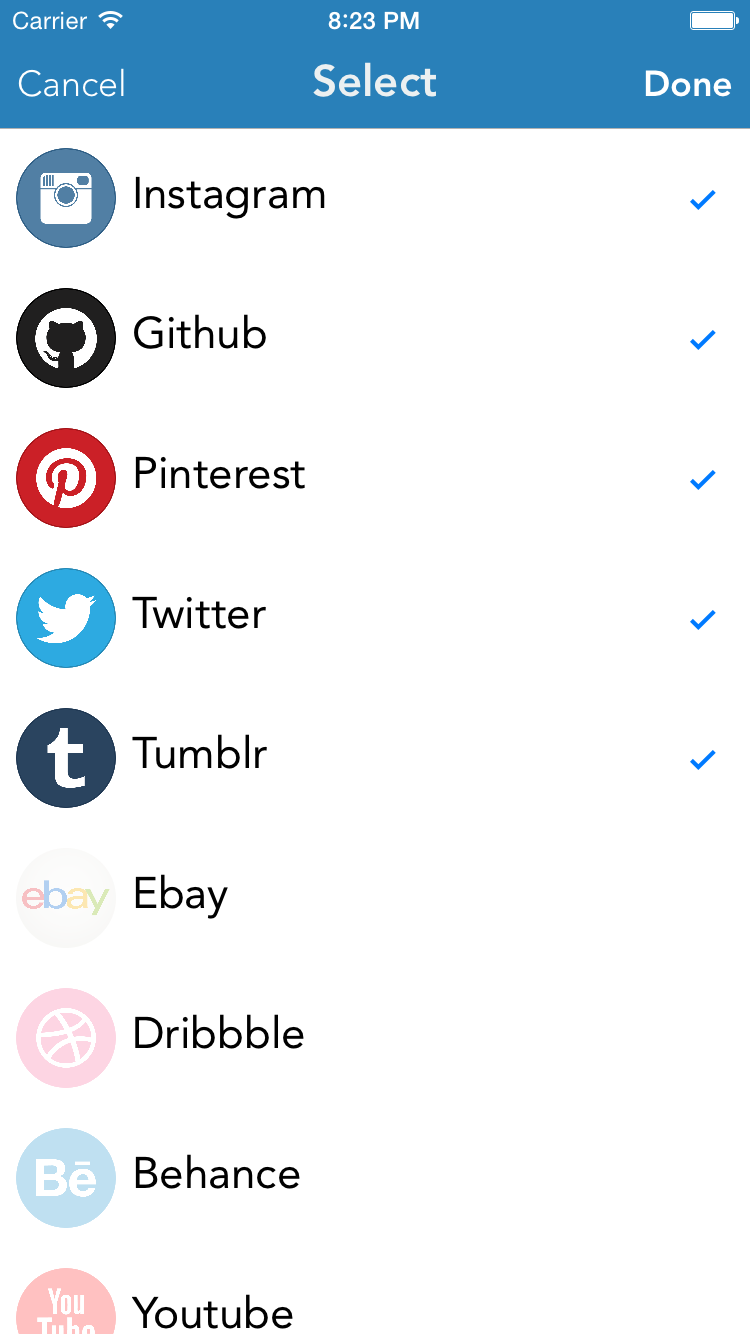 Carrier 8:23 PM
Cancel Select Done
Instagram
Github
Pinterest
Twitter
t Tumblr
ebay Ebay
Dribbble
Bē Behance
You
Tube Youtube